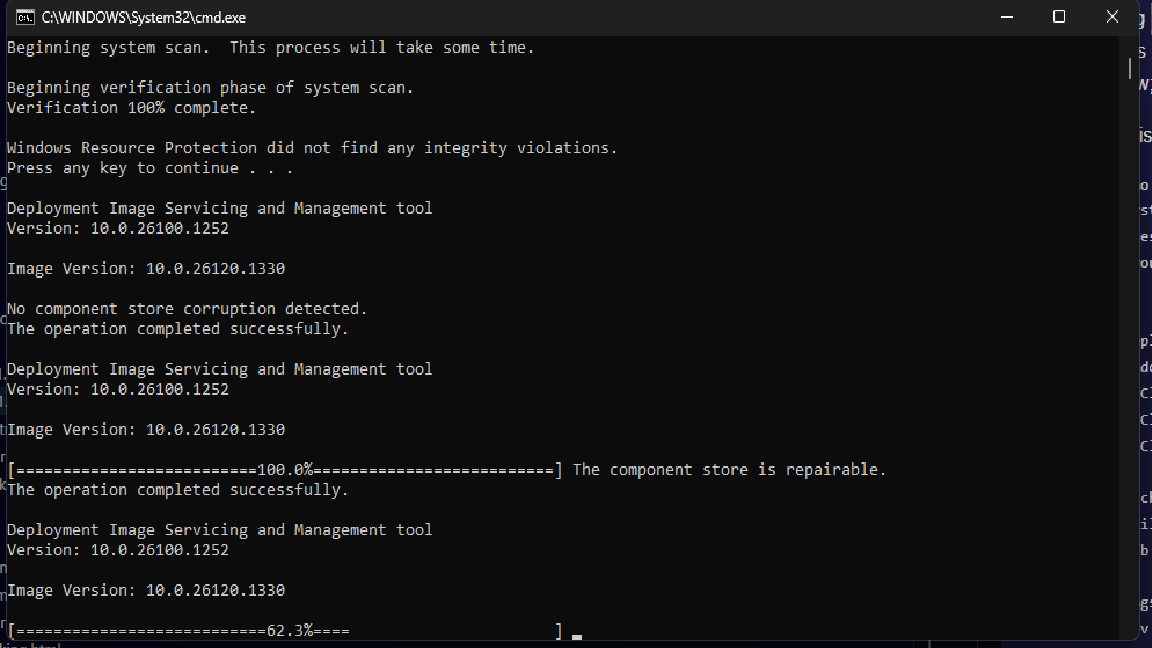 C:\WINDOWS\System32\cmd.exe
Beginning system scan.  This process will take some time.
Beginning verification phase of system scan.
Verification 100% complete.
Windows Resource Protection did not find any integrity violations.
Press any key to continue . . .
Deployment Image Servicing and Management tool
Version: 10.0.26100.1252
Image Version: 10.0.26120.1330
No component store corruption detected.
The operation completed successfully.
Deployment Image Servicing and Management tool
Version: 10.0.26100.1252
Image Version: 10.0.26120.1330
[==========================100.0%==========================] The component store is repairable.
The operation completed successfully.
Deployment Image Servicing and Management tool
Version: 10.0.26100.1252
Image Version: 10.0.26120.1330
[===========================62.3%====                      ]